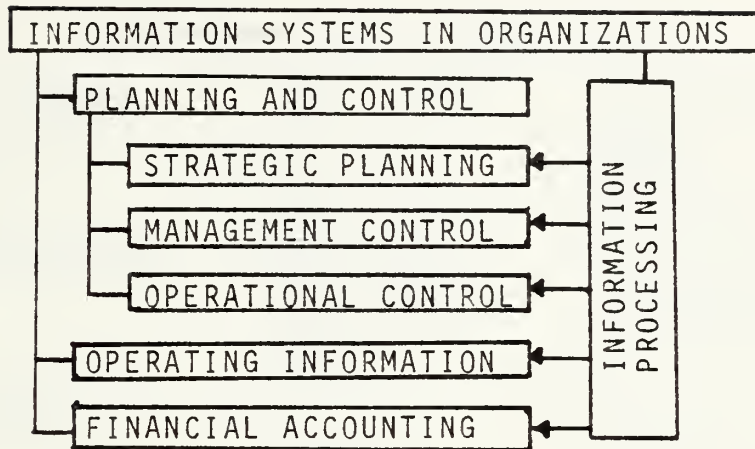 INFORMATION SYSTEMS IN ORGANIZATIONS
PLANNING AND CONTROL
STRATEGIC PLANNING
MANAGEMENT CONTROL
OPERATIONAL CONTROL
OPERATING INFORMATION
FINANCIAL ACCOUNTING
INFORMATION
PROCESSING